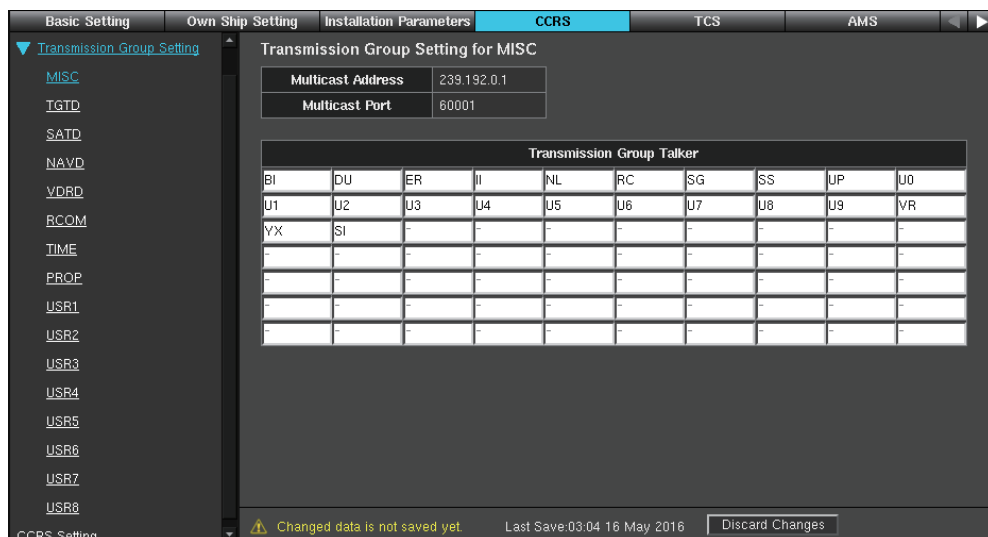 Basic Setting Own Ship Setting Installation Parameters CCRS TCS AMS
Transmission Group Setting
MISC
TGTD
SATD
NAVD
VDRD
RCOM
TIME
PROP
USR1
USR2
USR3
USR4
USR5
USR6
USR7
USR8
CCRS Setting
Transmission Group Setting for MISC
Multicast Address 239.192.0.1
Multicast Port 60001
Transmission Group Talker
BI DU ER II NL RC SG SS UP U0
U1 U2 U3 U4 U5 U6 U7 U8 U9 VR
YX SI - - - - - - - -
- - - - - - - - - -
- - - - - - - - - -
- - - - - - - - - -
- - - - - - - - - -
Changed data is not saved yet. Last Save:03:04 16 May 2016 Discard Changes